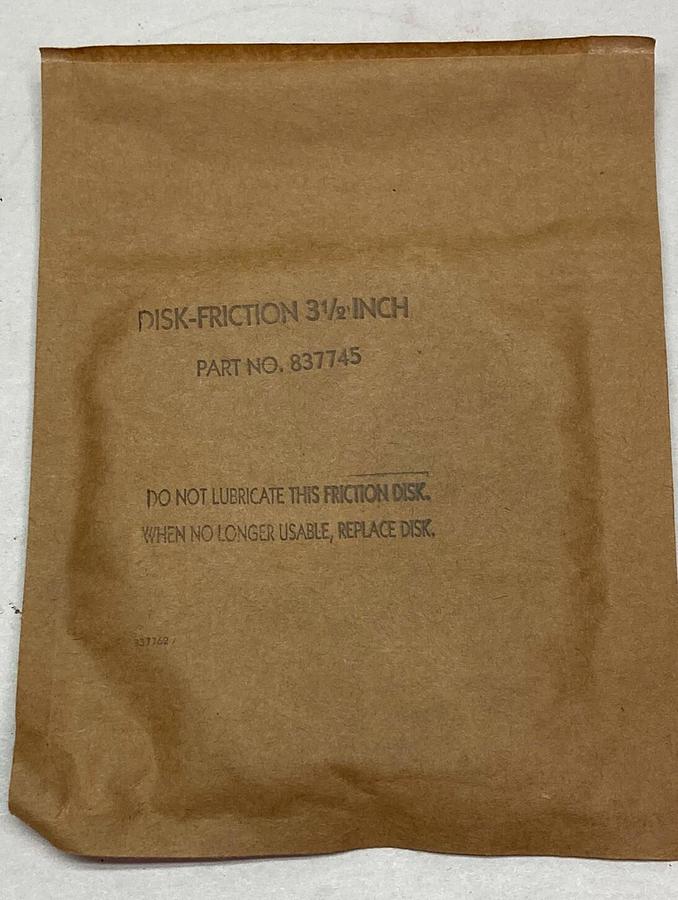 DISK-FRICTION 3½ INCH
PART NO. 837745
DO NOT LUBRICATE THIS FRICTION DISK.
WHEN NO LONGER USABLE, REPLACE DISK.